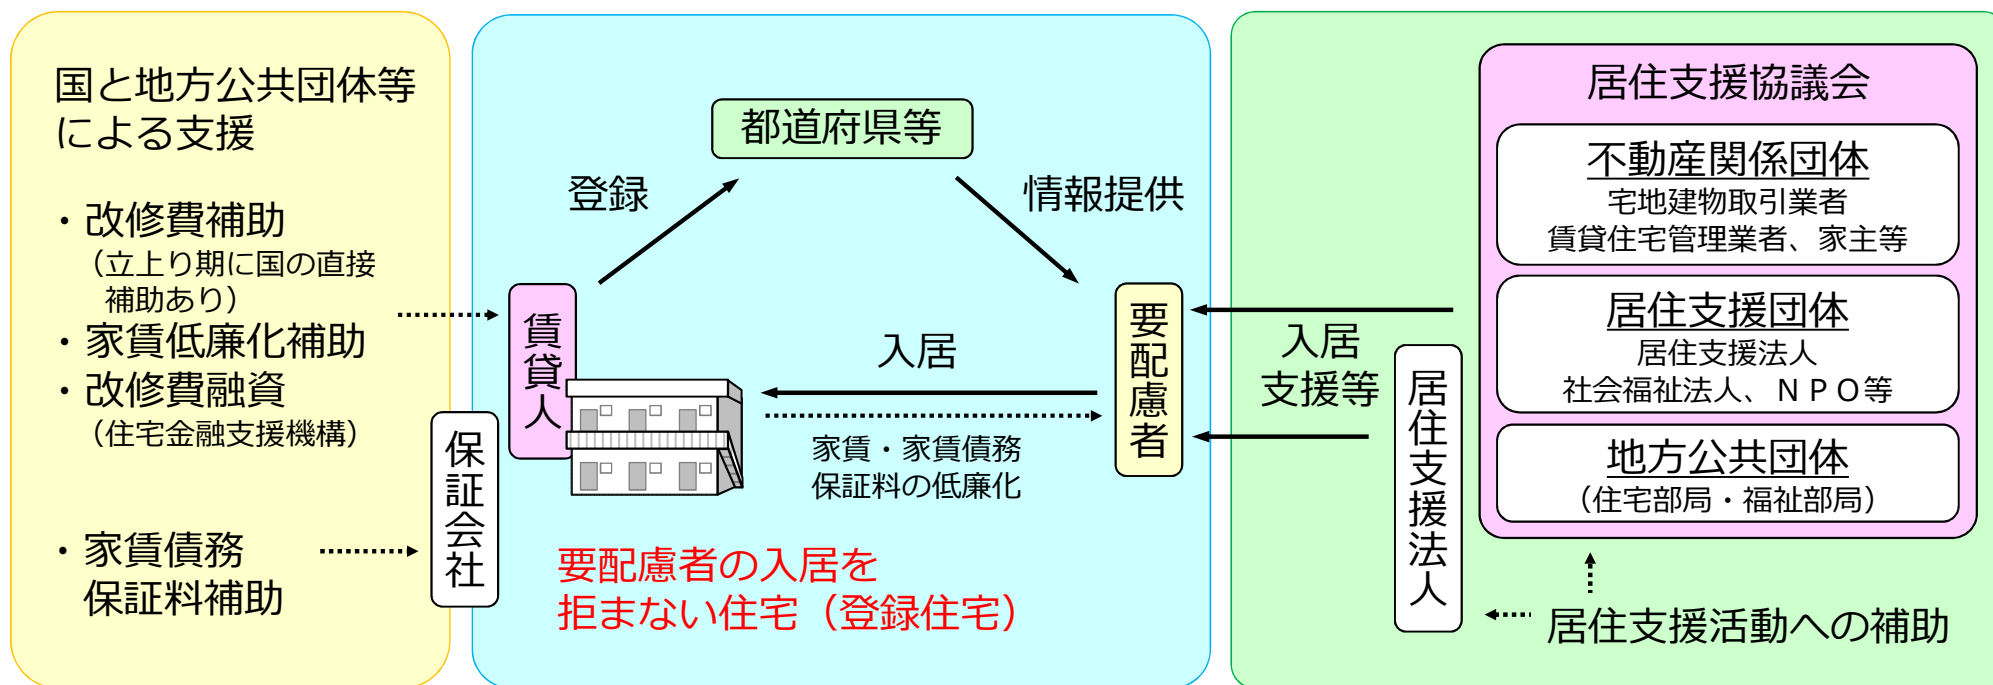 国と地方公共団体等
による支援
・改修費補助
（立上り期に国の直接
補助あり）
・家賃低廉化補助
・改修費融資
（住宅金融支援機構）
・家賃債務
保証料補助
保証会社
都道府県等
登録
情報提供
賃貸人
入居
家賃・家賃債務
保証料の低廉化
要配慮者
要配慮者の入居を
拒まない住宅（登録住宅）
入居
支援等
居住支援法人
居住支援協議会
不動産関係団体
宅地建物取引業者
賃貸住宅管理業者、家主等
居住支援団体
居住支援法人
社会福祉法人、ＮＰＯ等
地方公共団体
（住宅部局・福祉部局）
居住支援活動への補助